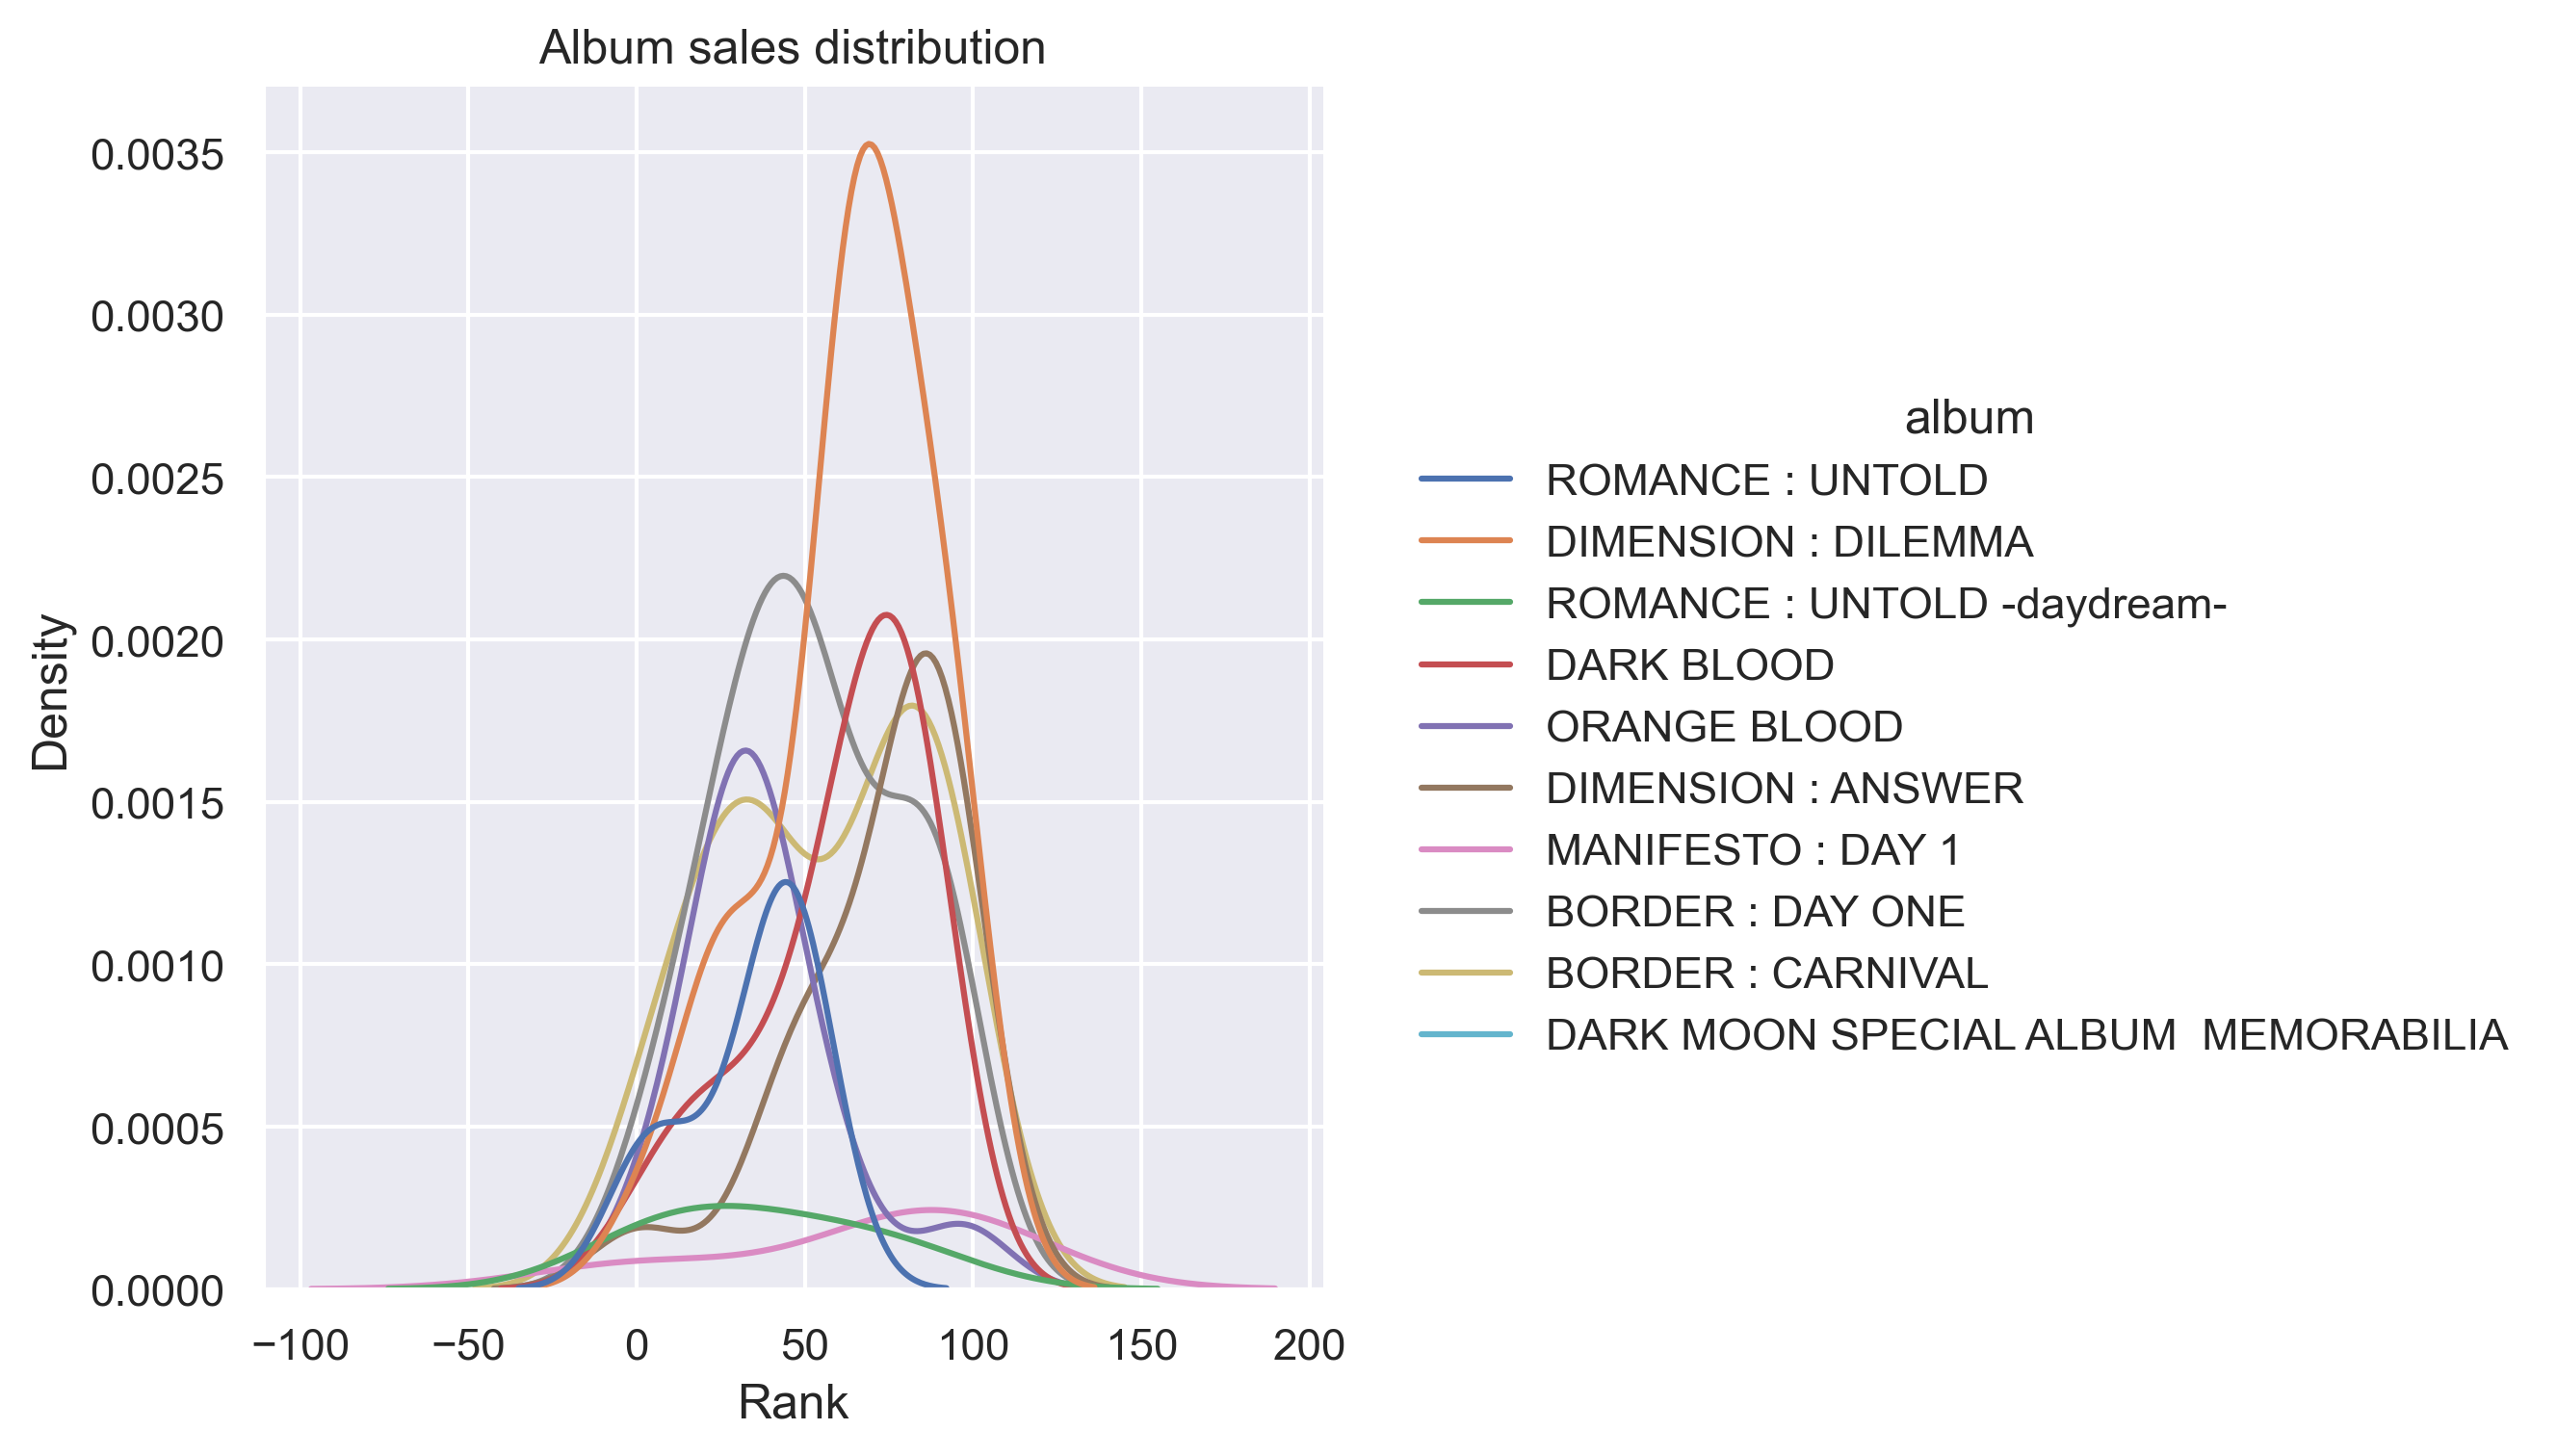 Album sales distribution
0.0035
0.0030
0.0025
0.0020
0.0015
0.0010
0.0005
0.0000
Density
−100 −50 0 50 100 150 200
Rank
album
ROMANCE : UNTOLD
DIMENSION : DILEMMA
ROMANCE : UNTOLD -daydream-
DARK BLOOD
ORANGE BLOOD
DIMENSION : ANSWER
MANIFESTO : DAY 1
BORDER : DAY ONE
BORDER : CARNIVAL
DARK MOON SPECIAL ALBUM  MEMORABILIA